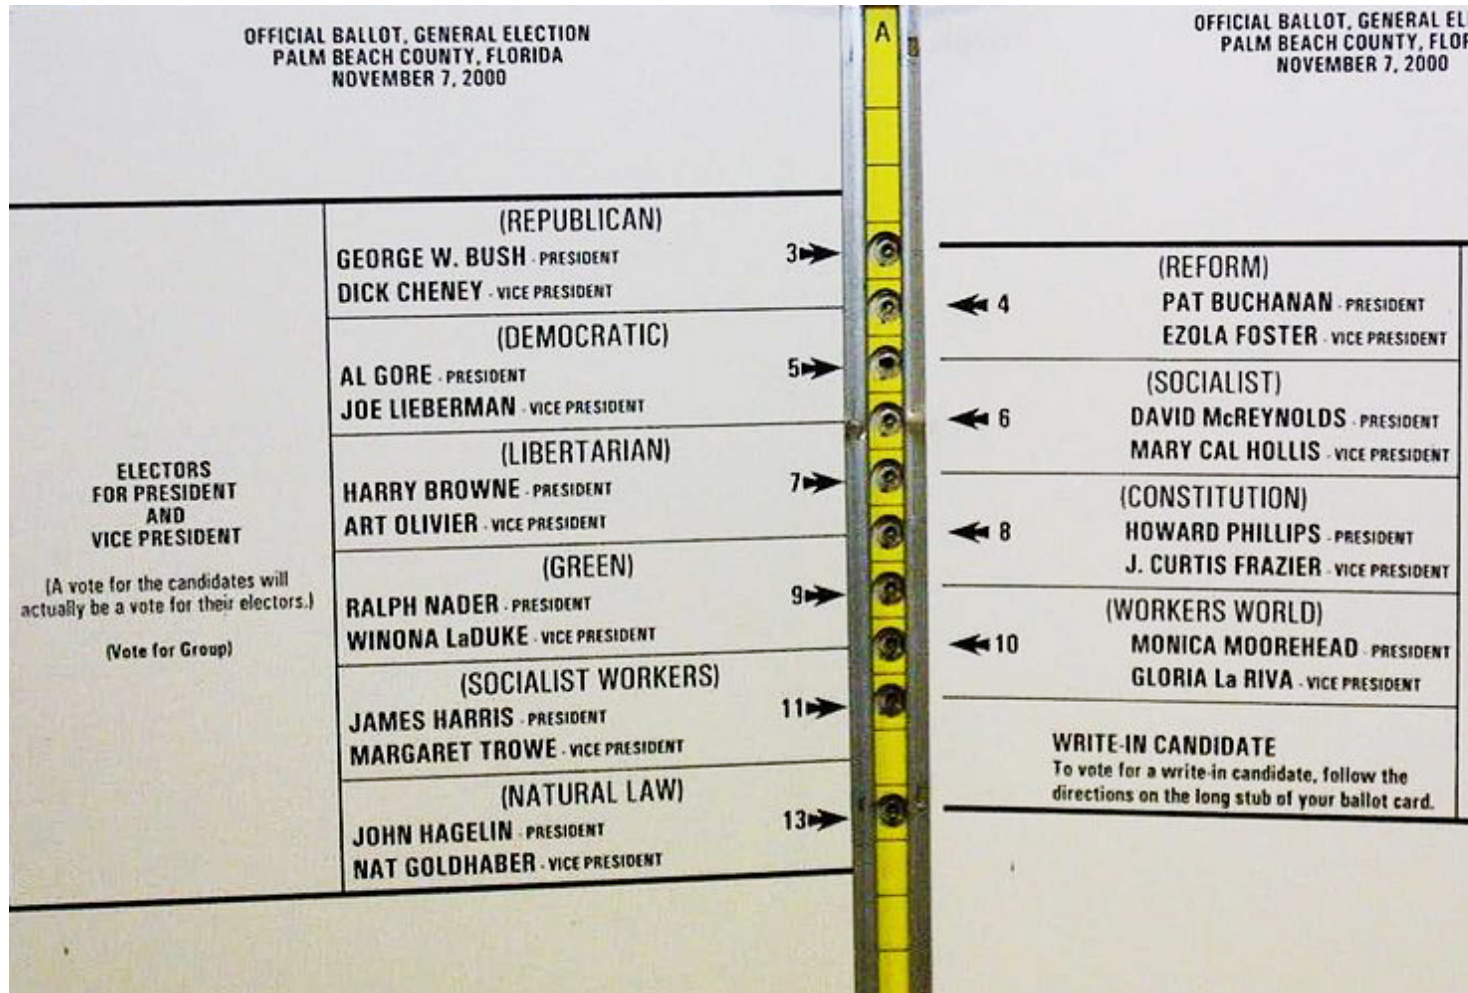 OFFICIAL BALLOT, GENERAL ELECTION
PALM BEACH COUNTY, FLORIDA
NOVEMBER 7, 2000
ELECTORS
FOR PRESIDENT
AND
VICE PRESIDENT
(A vote for the candidates will
actually be a vote for their electors.)
(Vote for Group)
(REPUBLICAN)
GEORGE W. BUSH - PRESIDENT 3
DICK CHENEY - VICE PRESIDENT
(DEMOCRATIC)
AL GORE - PRESIDENT 5
JOE LIEBERMAN - VICE PRESIDENT
(LIBERTARIAN)
HARRY BROWNE - PRESIDENT 7
ART OLIVIER - VICE PRESIDENT
(GREEN)
RALPH NADER - PRESIDENT 9
WINONA LaDUKE - VICE PRESIDENT
(SOCIALIST WORKERS)
JAMES HARRIS - PRESIDENT 11
MARGARET TROWE - VICE PRESIDENT
(NATURAL LAW)
JOHN HAGELIN - PRESIDENT 13
NAT GOLDHABER - VICE PRESIDENT
A
OFFICIAL BALLOT, GENERAL EL
PALM BEACH COUNTY, FLOR
NOVEMBER 7, 2000
(REFORM)
4 PAT BUCHANAN - PRESIDENT
EZOLA FOSTER - VICE PRESIDENT
(SOCIALIST)
6 DAVID McREYNOLDS - PRESIDENT
MARY CAL HOLLIS - VICE PRESIDENT
(CONSTITUTION)
8 HOWARD PHILLIPS - PRESIDENT
J. CURTIS FRAZIER - VICE PRESIDENT
(WORKERS WORLD)
10 MONICA MOOREHEAD - PRESIDENT
GLORIA La RIVA - VICE PRESIDENT
WRITE-IN CANDIDATE
To vote for a write-in candidate, follow the
directions on the long stub of your ballot card.